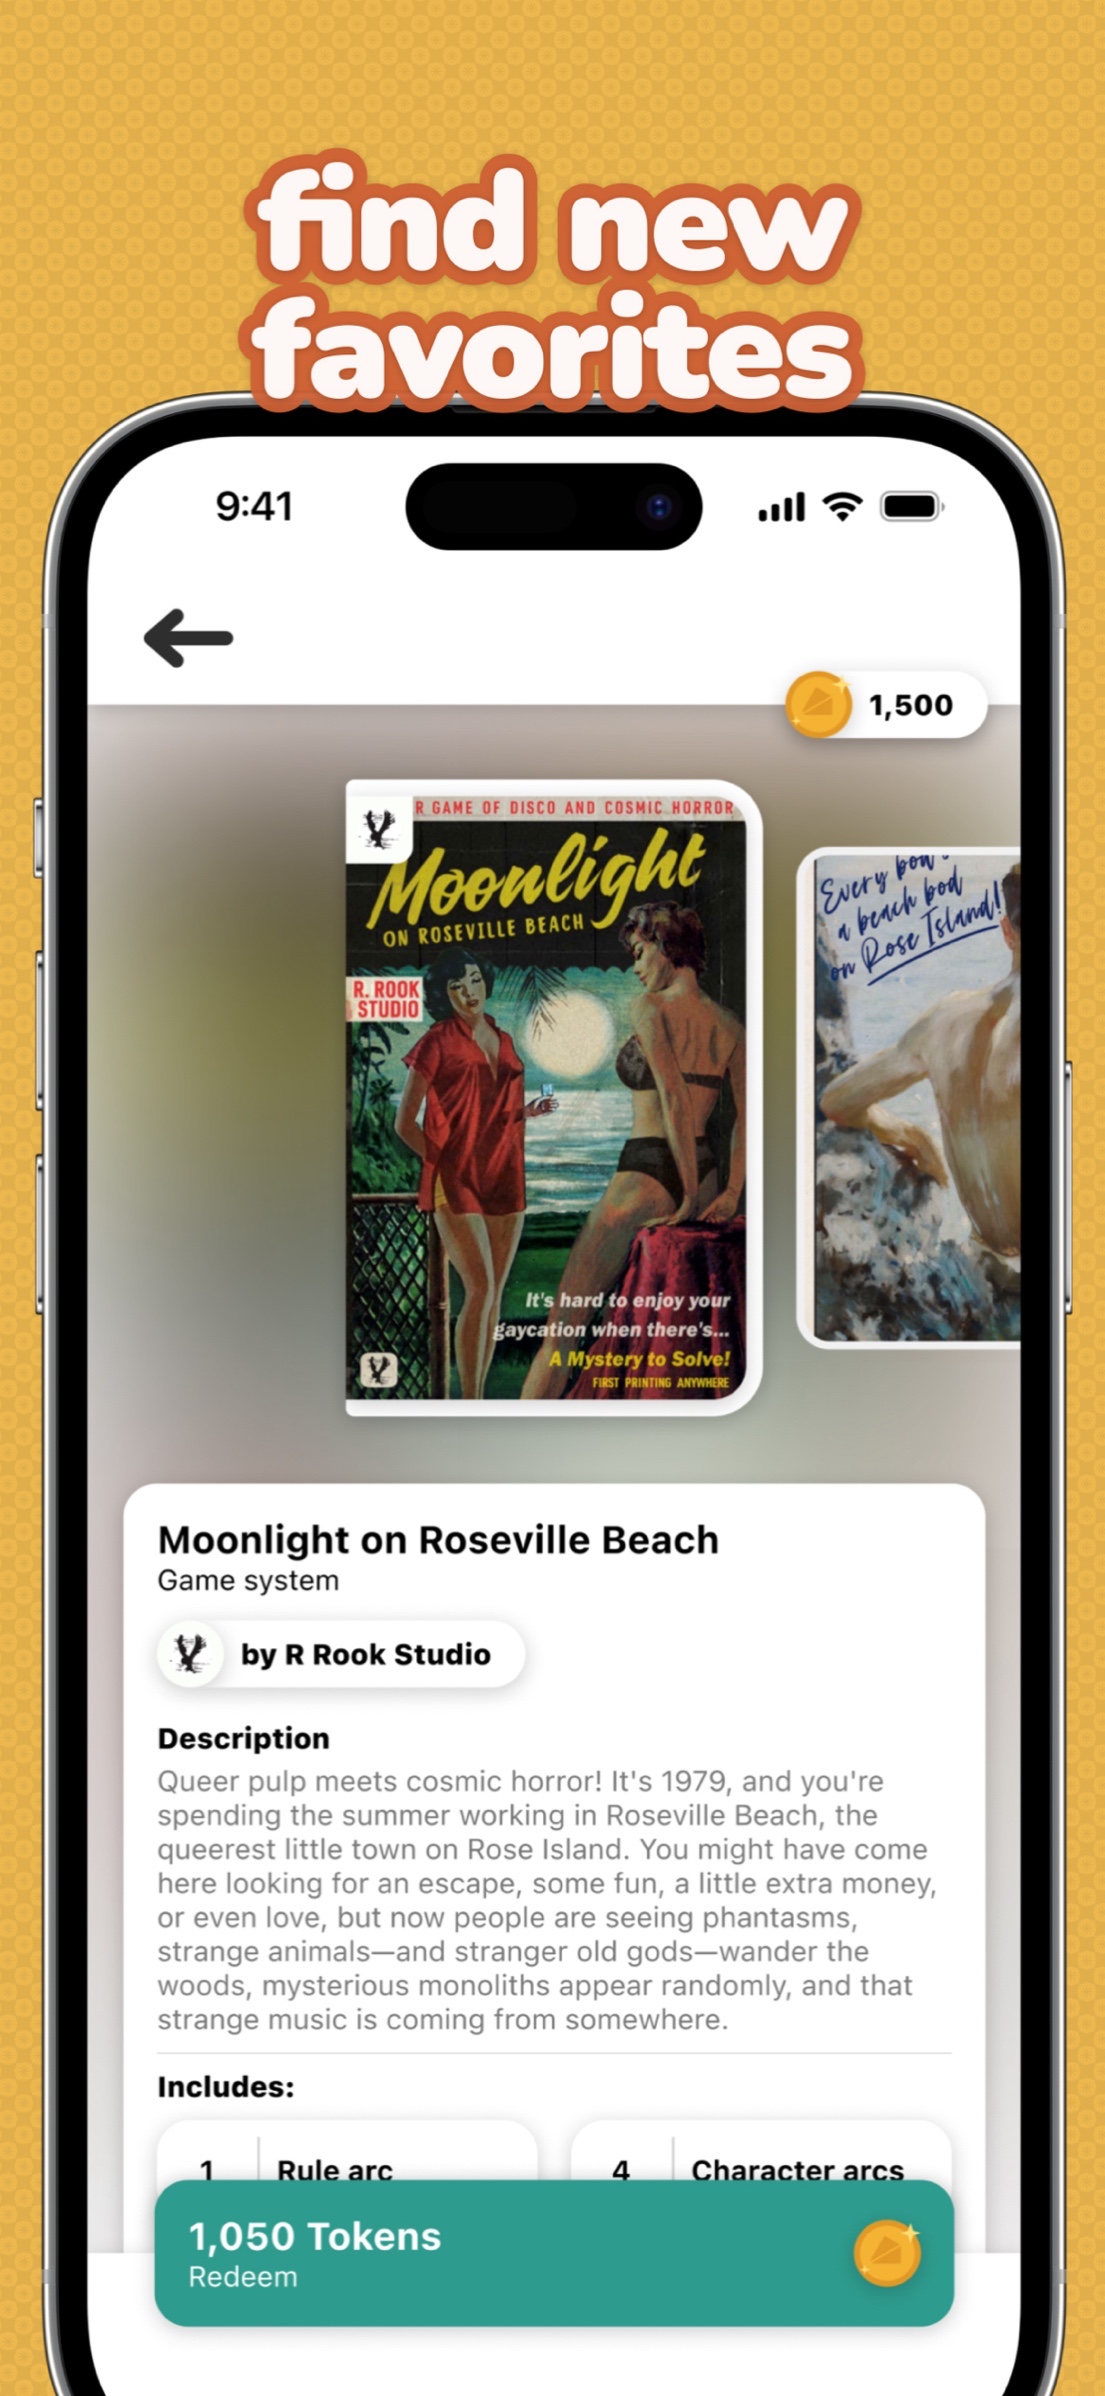 find new
favorites
9:41
1,500
R GAME OF DISCO AND COSMIC HORROR
Moonlight
ON ROSEVILLE BEACH
R. ROOK
STUDIO
It's hard to enjoy your
gaycation when there's...
A Mystery to Solve!
FIRST PRINTING ANYWHERE
Every
a beach bod
on Rose Island!
Moonlight on Roseville Beach
Game system
by R Rook Studio
Description
Queer pulp meets cosmic horror! It's 1979, and you're
spending the summer working in Roseville Beach, the
queerest little town on Rose Island. You might have come
here looking for an escape, some fun, a little extra money,
or even love, but now people are seeing phantasms,
strange animals—and stranger old gods—wander the
woods, mysterious monoliths appear randomly, and that
strange music is coming from somewhere.
Includes:
1 Rule arc
4 Character arcs
1,050 Tokens
Redeem